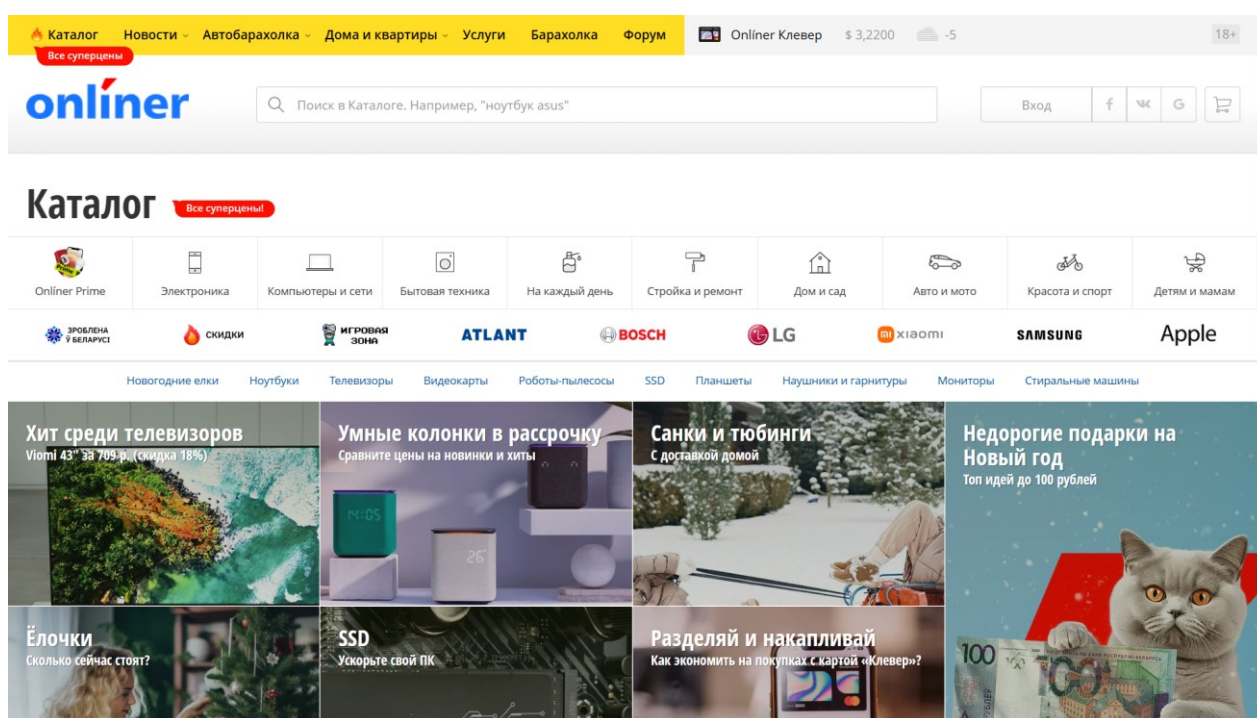 Каталог Новости Автобарахолка Дома и квартиры Услуги Барахолка Форум Onlíner Клевер $ 3,2200 -5 18+
Все суперцены
onlíner
Поиск в Каталоге. Например, "ноутбук asus"
Вход
Каталог
Все суперцены!
Onlíner Prime Электроника Компьютеры и сети Бытовая техника На каждый день Стройка и ремонт Дом и сад Авто и мото Красота и спорт Детям и мамам
ЗРОБЛЕНА
Ў БЕЛАРУСІ
СКИДКИ
ИГРОВАЯ
ЗОНА
ATLANT
BOSCH
LG
xiaomi
SAMSUNG
Apple
Новогодние елки Ноутбуки Телевизоры Видеокарты Роботы-пылесосы SSD Планшеты Наушники и гарнитуры Мониторы Стиральные машины
Хит среди телевизоров
Viomi 43" за 709 р. (скидка 18%)
Умные колонки в рассрочку
Сравните цены на новинки и хиты
14:05
26°
Санки и тюбинги
С доставкой домой
Недорогие подарки на
Новый год
Топ идей до 100 рублей
Ёлочки
Сколько сейчас стоят?
SSD
Ускорьте свой ПК
Разделяй и накапливай
Как экономить на покупках с картой «Клевер»?
100
100